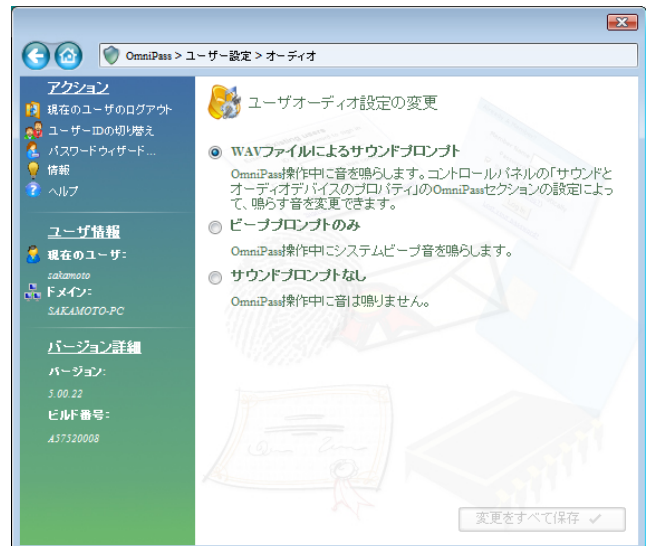 OmniPass > ユーザー設定 > オーディオ
アクション
現在のユーザのログアウト
ユーザーIDの切り替え
パスワードウィザード...
情報
ヘルプ
ユーザ情報
現在のユーザ:
sakamoto
ドメイン:
SAKAMOTO-PC
バージョン詳細
バージョン:
5.00.22
ビルド番号:
A57520008
ユーザオーディオ設定の変更
WAVファイルによるサウンドプロンプト
OmniPass操作中に音を鳴らします。コントロールパネルの「サウンドと
オーディオデバイスのプロパティ」のOmniPassセクションの設定によっ
て、鳴らす音を変更できます。
ビーププロンプトのみ
OmniPass操作中にシステムビープ音を鳴らします。
サウンドプロンプトなし
OmniPass操作中に音は鳴りません。
変更をすべて保存